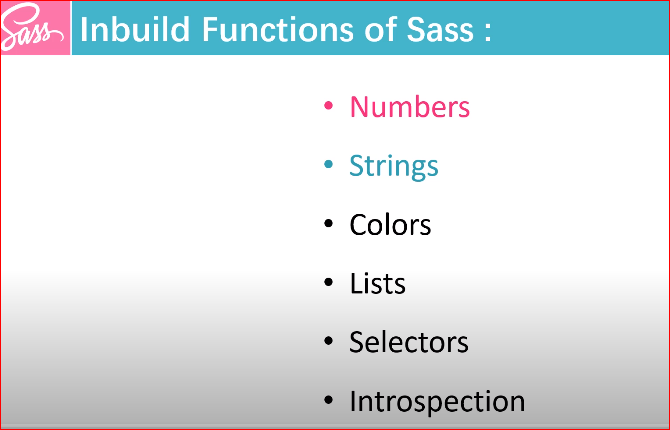 Sass
Inbuild Functions of Sass :
• Numbers
• Strings
• Colors
• Lists
• Selectors
• Introspection